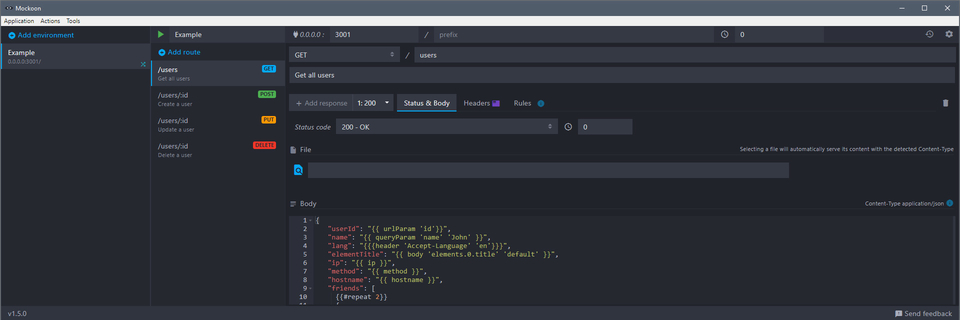 Mockoon
Application Actions Tools
Add environment
Example
0.0.0.0:3001/
Example
Add route
/users GET
Get all users
/users/:id POST
Create a user
/users/:id PUT
Update a user
/users/:id DELETE
Delete a user
0.0.0.0: 3001 / prefix 0
GET / users
Get all users
Add response 1: 200 Status & Body Headers Rules
Status code 200 - OK 0
File Selecting a file will automatically serve its content with the detected Content-Type
Body Content-Type application/json
1 {
2 "userId": "{{ urlParam 'id'}}",
3 "name": "{{ queryParam 'name' 'John' }}",
4 "lang": "{{{header 'Accept-Language' 'en'}}}",
5 "elementTitle": "{{ body 'elements.0.title' 'default' }}",
6 "ip": "{{ ip }}",
7 "method": "{{ method }}",
8 "hostname": "{{ hostname }}",
9 "friends": [
10 {{#repeat 2}}
v1.5.0 Send feedback